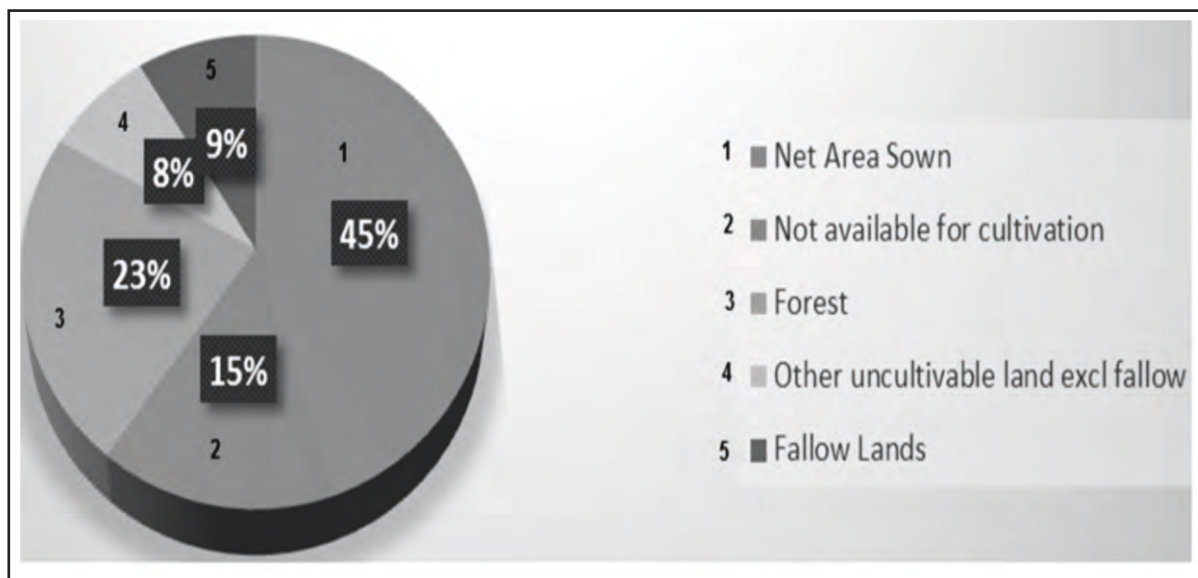 5
4
9%
8%
1
45%
23%
3
15%
2
1 Net Area Sown
2 Not available for cultivation
3 Forest
4 Other uncultivable land excl fallow
5 Fallow Lands